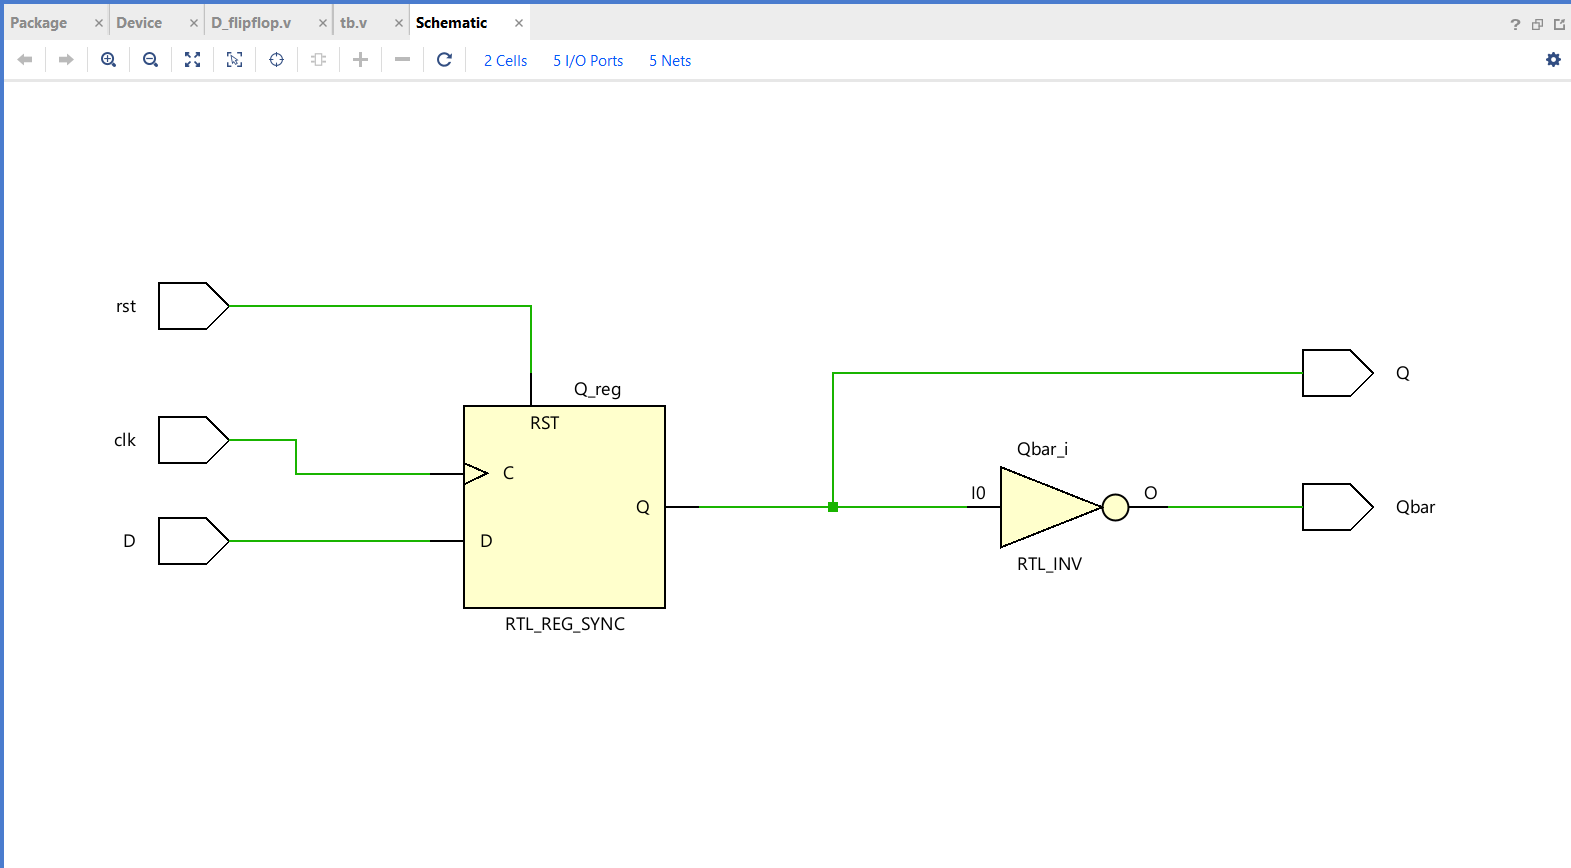 Package Device D_flipflop.v tb.v Schematic
2 Cells 5 I/O Ports 5 Nets
rst
Q_reg
RST
clk
C
Q
D
D
RTL_REG_SYNC
Q
Qbar_i
I0
O
Qbar
RTL_INV